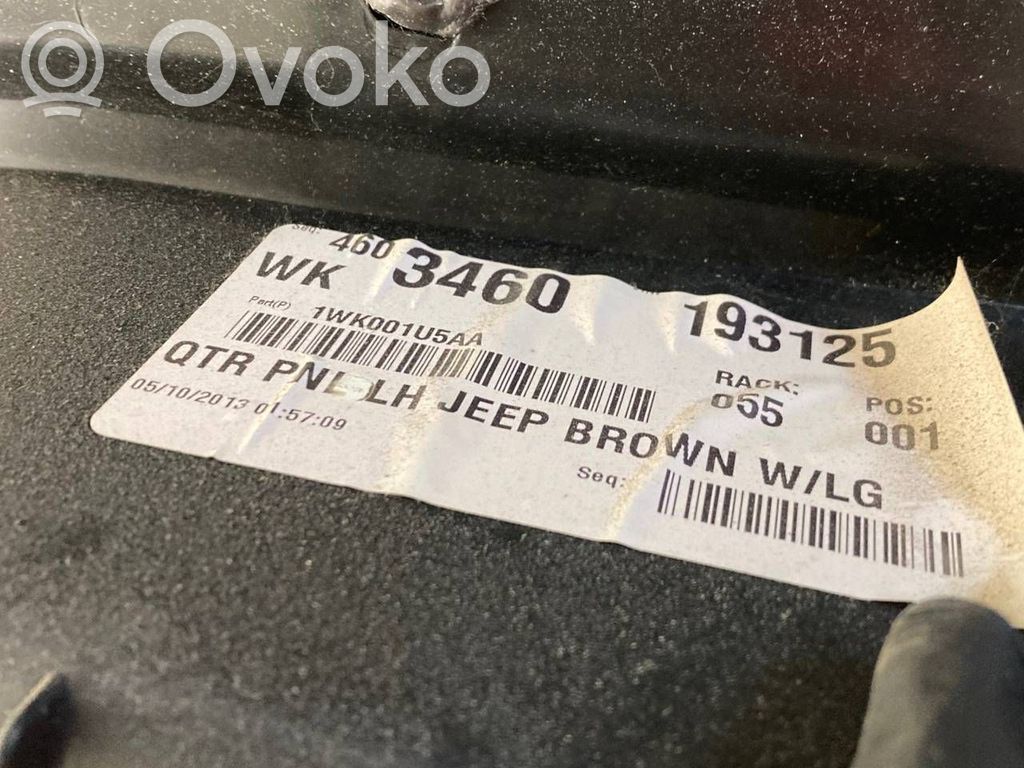 Ovoko
Seq: 460 3460 193125
WK
Part(P) 1WK001U5AA
RACK: 055
POS: 001
QTR PNL LH JEEP BROWN W/LG
05/10/2013 01:57:09
Seq: